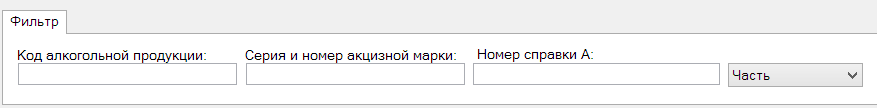 Фильтр
Код алкогольной продукции: Серия и номер акцизной марки: Номер справки А:
Часть